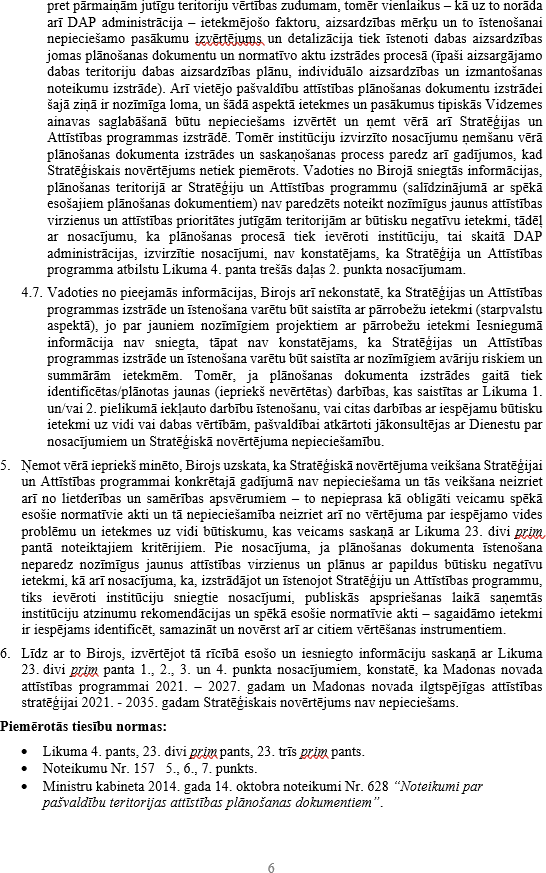 pret pārmaiņām jutīgu teritoriju vērtības zudumam, tomēr vienlaikus – kā uz to norāda
arī DAP administrācija – ietekmējošo faktoru, aizsardzības mērķu un to īstenošanai
nepieciešamo pasākumu izvērtējums un detalizācija tiek īstenoti dabas aizsardzības
jomas plānošanas dokumentu un normatīvo aktu izstrādes procesā (īpaši aizsargājamo
dabas teritoriju dabas aizsardzības plānu, individuālo aizsardzības un izmantošanas
noteikumu izstrāde). Arī vietējo pašvaldību attīstības plānošanas dokumentu izstrādei
šajā ziņā ir nozīmīga loma, un šādā aspektā ietekmes un pasākumus tipiskās Vidzemes
ainavas saglabāšanā būtu nepieciešams izvērtēt un ņemt vērā arī Stratēģijas un
Attīstības programmas izstrādē. Tomēr institūciju izvirzīto nosacījumu ņemšanu vērā
plānošanas dokumenta izstrādes un saskaņošanas process paredz arī gadījumos, kad
Stratēģiskais novērtējums netiek piemērots. Vadoties no Birojā sniegtās informācijas,
plānošanas teritorijā ar Stratēģiju un Attīstības programmu (salīdzinājumā ar spēkā
esošajiem plānošanas dokumentiem) nav paredzēts noteikt nozīmīgus jaunus attīstības
virzienus un attīstības prioritātes jutīgām teritorijām ar būtisku negatīvu ietekmi, tādēļ
ar nosacījumu, ka plānošanas procesā tiek ievēroti institūciju, tai skaitā DAP
administrācijas, izvirzītie nosacījumi, nav konstatējams, ka Stratēģija un Attīstības
programma atbilstu Likuma 4. panta trešās daļas 2. punkta nosacījumam.
4.7. Vadoties no pieejamās informācijas, Birojs arī nekonstatē, ka Stratēģijas un Attīstības
programmas izstrāde un īstenošana varētu būt saistīta ar pārrobežu ietekmi (starpvalstu
aspektā), jo par jauniem nozīmīgiem projektiem ar pārrobežu ietekmi Iesniegumā
informācija nav sniegta, tāpat nav konstatējams, ka Stratēģijas un Attīstības
programmas izstrāde un īstenošana varētu būt saistīta ar nozīmīgiem avāriju riskiem un
summārām ietekmēm. Tomēr, ja plānošanas dokumenta izstrādes gaitā tiek
identificētas/plānotas jaunas (iepriekš nevērtētas) darbības, kas saistītas ar Likuma 1.
un/vai 2. pielikumā iekļauto darbību īstenošanu, vai citas darbības ar iespējamu būtisku
ietekmi uz vidi vai dabas vērtībām, pašvaldībai atkārtoti jākonsultējas ar Dienestu par
nosacījumiem un Stratēģiskā novērtējuma nepieciešamību.
5. Ņemot vērā iepriekš minēto, Birojs uzskata, ka Stratēģiskā novērtējuma veikšana Stratēģijai
un Attīstības programmai konkrētajā gadījumā nav nepieciešama un tās veikšana neizriet
arī no lietderības un samērības apsvērumiem – to nepieprasa kā obligāti veicamu spēkā
esošie normatīvie akti un tā nepieciešamība neizriet arī no vērtējuma par iespējamo vides
problēmu un ietekmes uz vidi būtiskumu, kas veicams saskaņā ar Likuma 23. divi prim
pantā noteiktajiem kritērijiem. Pie nosacījuma, ja plānošanas dokumenta īstenošana
neparedz nozīmīgus jaunus attīstības virzienus un plānus ar papildus būtisku negatīvu
ietekmi, kā arī nosacījuma, ka, izstrādājot un īstenojot Stratēģiju un Attīstības programmu,
tiks ievēroti institūciju sniegtie nosacījumi, publiskās apspriešanas laikā saņemtās
institūciju atzinumu rekomendācijas un spēkā esošie normatīvie akti – sagaidāmo ietekmi
ir iespējams identificēt, samazināt un novērst arī ar citiem vērtēšanas instrumentiem.
6. Līdz ar to Birojs, izvērtējot tā rīcībā esošo un iesniegto informāciju saskaņā ar Likuma
23. divi prim panta 1., 2., 3. un 4. punkta nosacījumiem, konstatē, ka Madonas novada
attīstības programmai 2021. – 2027. gadam un Madonas novada ilgtspējīgas attīstības
stratēģijai 2021. - 2035. gadam Stratēģiskais novērtējums nav nepieciešams.
Piemērotās tiesību normas:
• Likuma 4. pants, 23. divi prim pants, 23. trīs prim pants.
• Noteikumu Nr. 157 5., 6., 7. punkts.
• Ministru kabineta 2014. gada 14. oktobra noteikumi Nr. 628 “Noteikumi par
pašvaldību teritorijas attīstības plānošanas dokumentiem”.
6